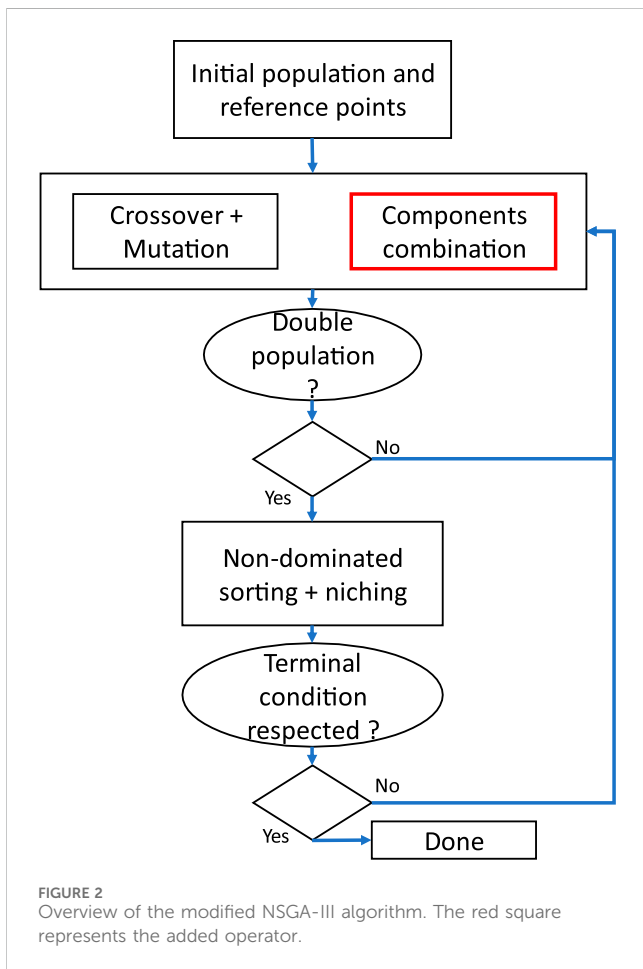 Initial population and
reference points
Crossover +
Mutation
Components
combination
Double
population
?
No
Yes
Non-dominated
sorting + niching
Terminal
condition
respected ?
No
Yes
Done
FIGURE 2
Overview of the modified NSGA-III algorithm. The red square
represents the added operator.